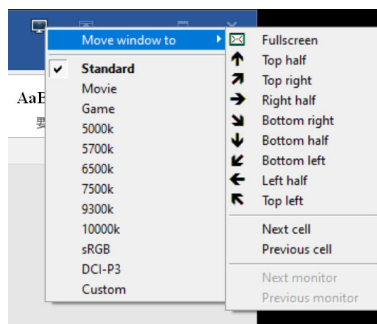 Move window to
Standard
Movie
Game
5000k
5700k
6500k
7500k
9300k
10000k
sRGB
DCI-P3
Custom
Fullscreen
Top half
Top right
Right half
Bottom right
Bottom half
Bottom left
Left half
Top left
Next cell
Previous cell
Next monitor
Previous monitor
AaB
要